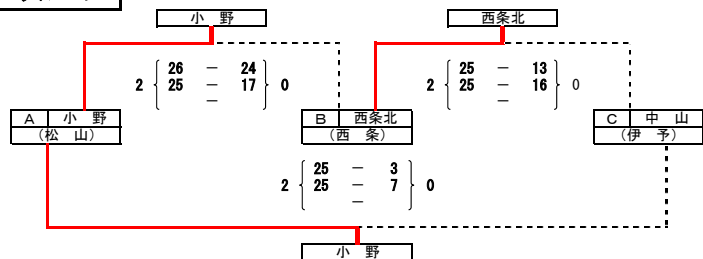 小 野 西条北
26 － 24 25 － 13
2 25 － 17 0 2 25 － 16 0
－ －
A 小 野 B 西条北 C 中 山
（松 山） （西 条） （伊 予）
25 － 3
2 25 － 7 0
－
小 野